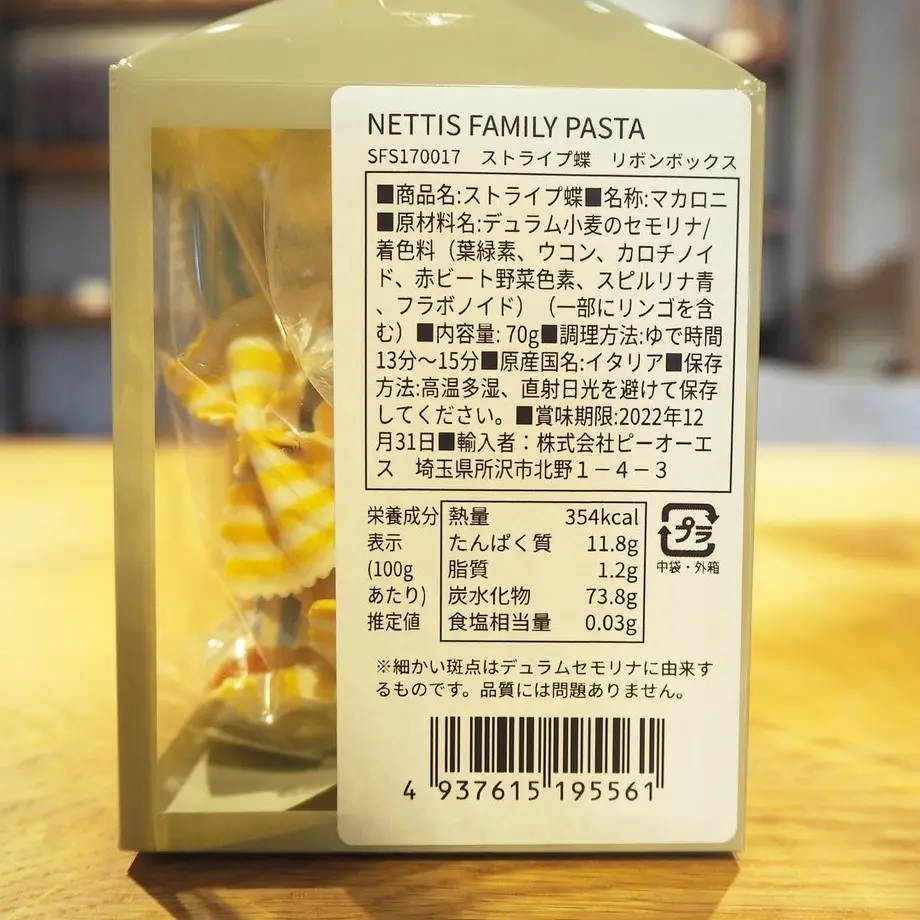 NETTIS FAMILY PASTA
SFS170017 ストライプ蝶 リボンボックス
■商品名:ストライプ蝶■名称:マカロニ
■原材料名:デュラム小麦のセモリナ/
着色料（葉緑素、ウコン、カロチノイ
ド、赤ビート野菜色素、スピルリナ青
、フラボノイド）（一部にリンゴを含
む）■内容量: 70g■調理方法:ゆで時間
13分～15分■原産国名:イタリア■保存
方法:高温多湿、直射日光を避けて保存
してください。■賞味期限:2022年12
月31日■輸入者：株式会社ピーオーエ
ス 埼玉県所沢市北野１－４－３
栄養成分 熱量 354kcal
表示 たんぱく質 11.8g
(100g 脂質 1.2g
あたり) 炭水化物 73.8g
推定値 食塩相当量 0.03g
プラ
中袋・外箱
※細かい斑点はデュラムセモリナに由来す
るものです。品質には問題ありません。
4 937615 195561